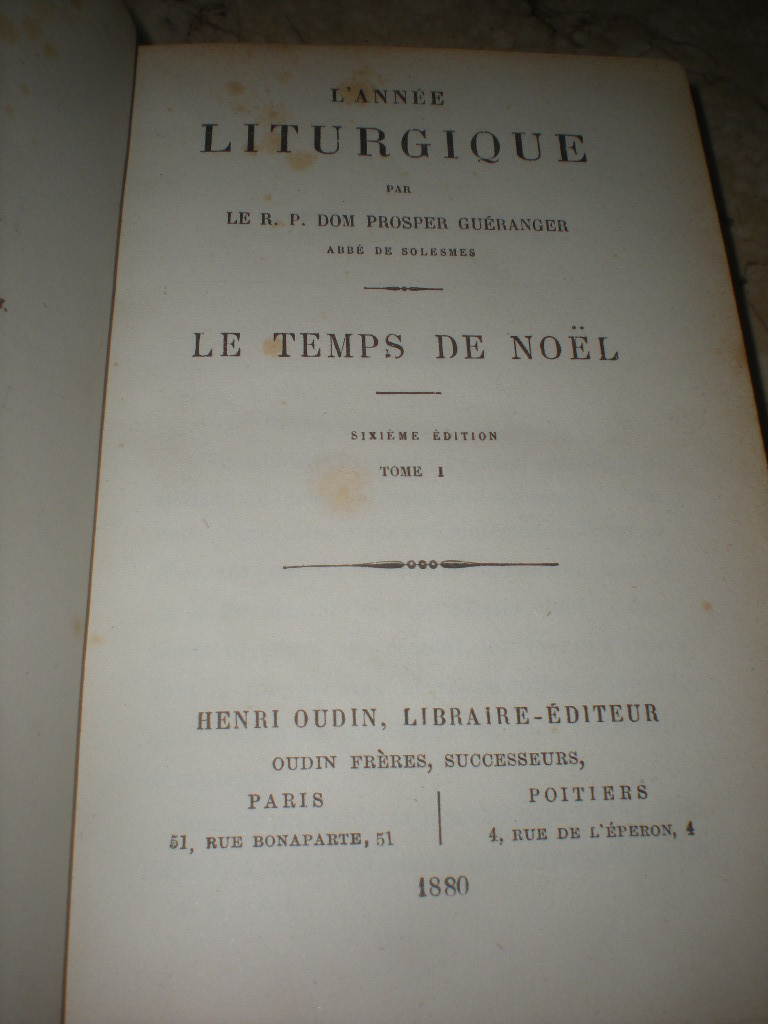 L'ANNÉE
LITURGIQUE
PAR
LE R. P. DOM PROSPER GUÉRANGER
ABBÉ DE SOLESMES
LE TEMPS DE NOËL
SIXIÈME ÉDITION
TOME I
HENRI OUDIN, LIBRAIRE-ÉDITEUR
OUDIN FRÈRES, SUCCESSEURS,
PARIS
51, RUE BONAPARTE, 51
POITIERS
4, RUE DE L'ÉPERON, 4
1880